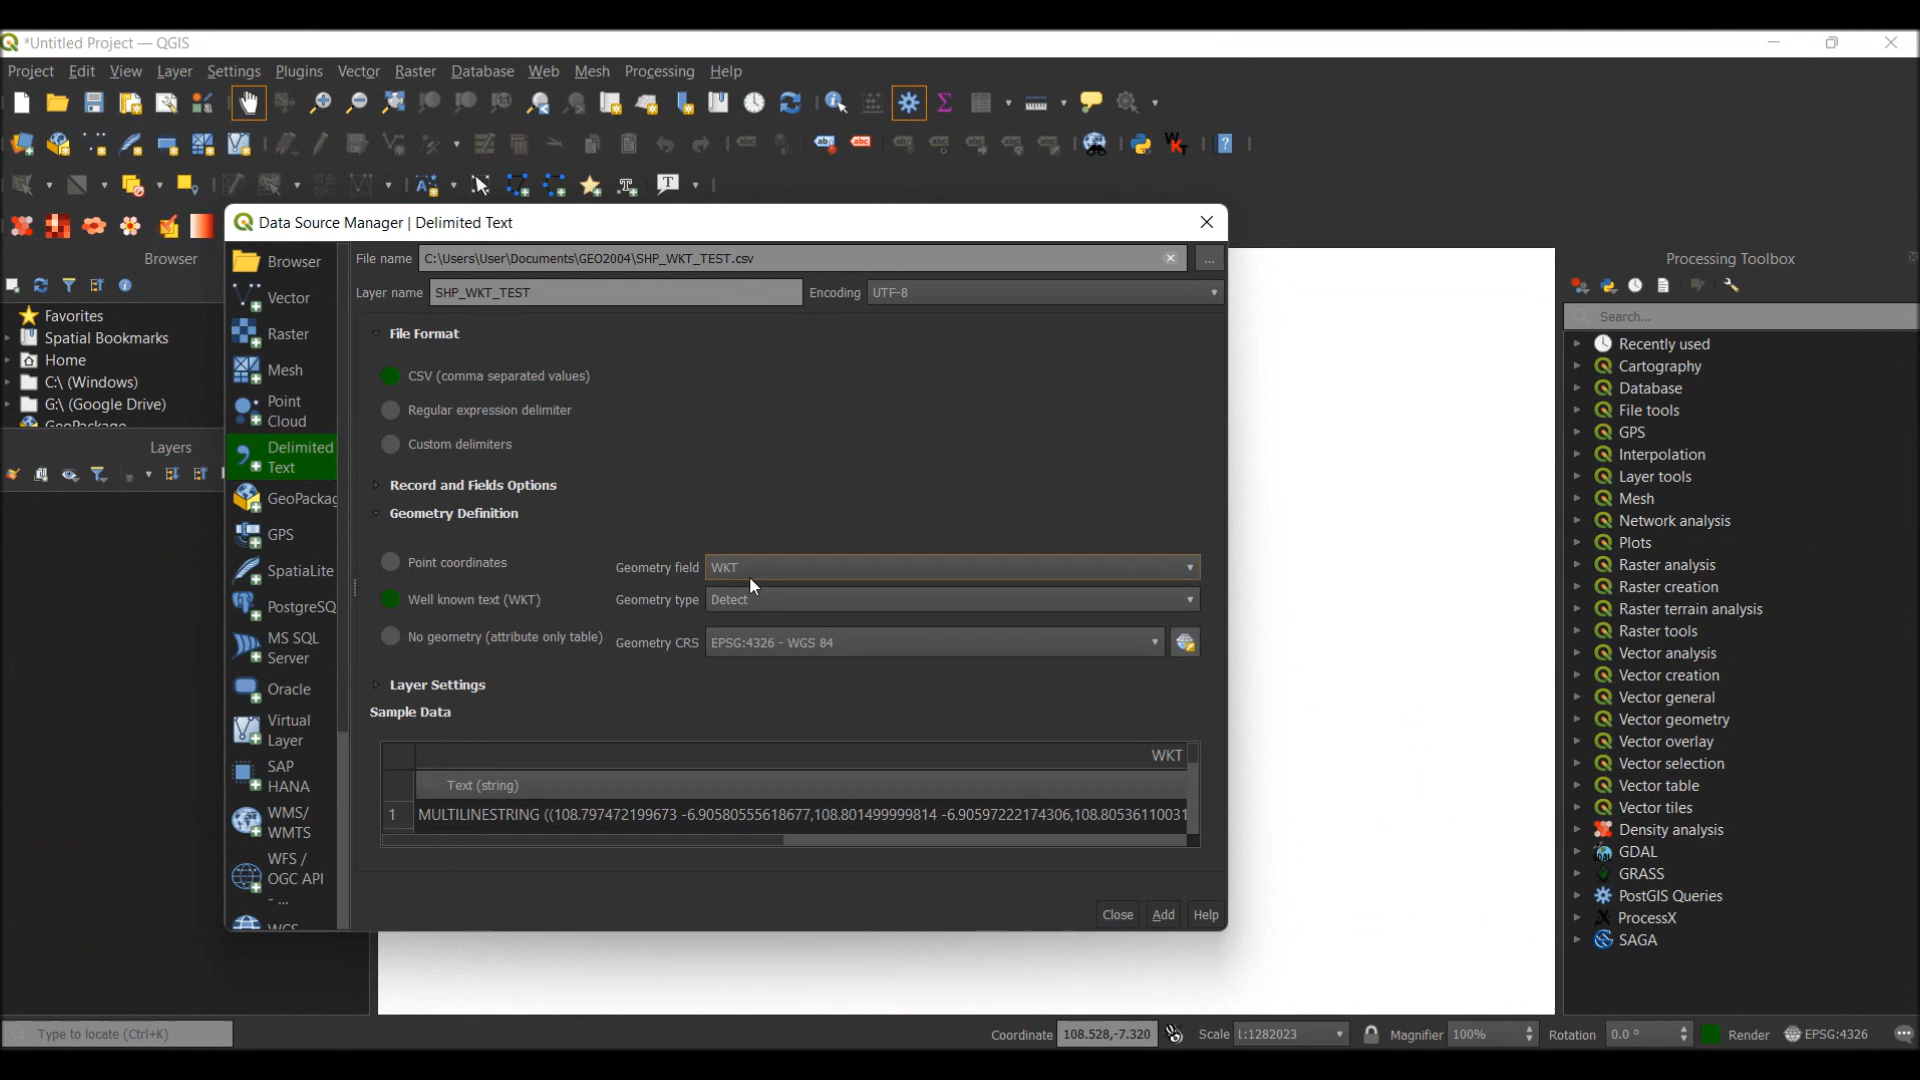 *Untitled Project — QGIS
Project Edit View Layer Settings Plugins Vector Raster Database Web Mesh Processing Help
Data Source Manager | Delimited Text
Browser
Favorites
Spatial Bookmarks
Home
C:\ (Windows)
G:\ (Google Drive)
GeoPackage
Layers
Browser
Vector
Raster
Mesh
Point
Cloud
Delimited
Text
GeoPackag
GPS
SpatiaLite
PostgreSQ
MS SQL
Server
Oracle
Virtual
Layer
SAP
HANA
WMS/
WMTS
WFS /
OGC API
- ...
WCS
File name C:\Users\User\Documents\GEO2004\SHP_WKT_TEST.csv ...
Layer name SHP_WKT_TEST Encoding UTF-8
File Format
CSV (comma separated values)
Regular expression delimiter
Custom delimiters
Record and Fields Options
Geometry Definition
Point coordinates Geometry field WKT
Well known text (WKT) Geometry type Detect
No geometry (attribute only table) Geometry CRS EPSG:4326 - WGS 84
Layer Settings
Sample Data
WKT
Text (string)
1 MULTILINESTRING ((108.797472199673 -6.90580555618677,108.801499999814 -6.90597222174306,108.80536110031
Close Add Help
Processing Toolbox
Search...
Recently used
Cartography
Database
File tools
GPS
Interpolation
Layer tools
Mesh
Network analysis
Plots
Raster analysis
Raster creation
Raster terrain analysis
Raster tools
Vector analysis
Vector creation
Vector general
Vector geometry
Vector overlay
Vector selection
Vector table
Vector tiles
Density analysis
GDAL
GRASS
PostGIS Queries
ProcessX
SAGA
Type to locate (Ctrl+K) Coordinate 108.528,-7.320 Scale 1:1282023 Magnifier 100% Rotation 0.0 ° Render EPSG:4326